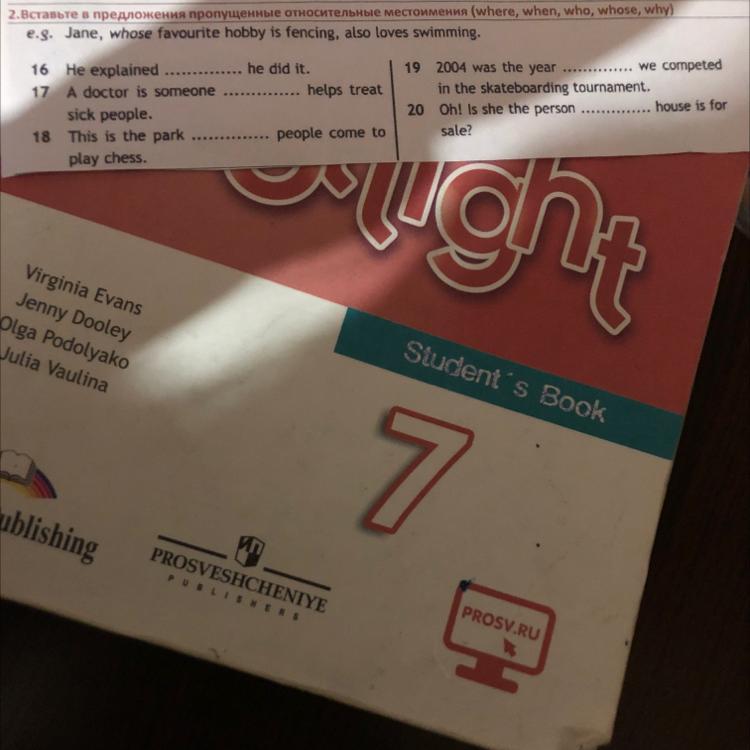 2.Вставьте в предложения пропущенные относительные местоимения (where, when, who, whose, why)
e.g. Jane, whose favourite hobby is fencing, also loves swimming.
16 He explained .............. he did it.
17 A doctor is someone .............. helps treat
sick people.
18 This is the park .............. people come to
play chess.
19 2004 was the year ............. we competed
in the skateboarding tournament.
20 Oh! Is she the person ............. house is for
sale?
Virginia Evans
Jenny Dooley
Olga Podolyako
Julia Vaulina
Student´s Book
7
PROSVESHCHENIYE
PUBLISHERS
PROSV.RU